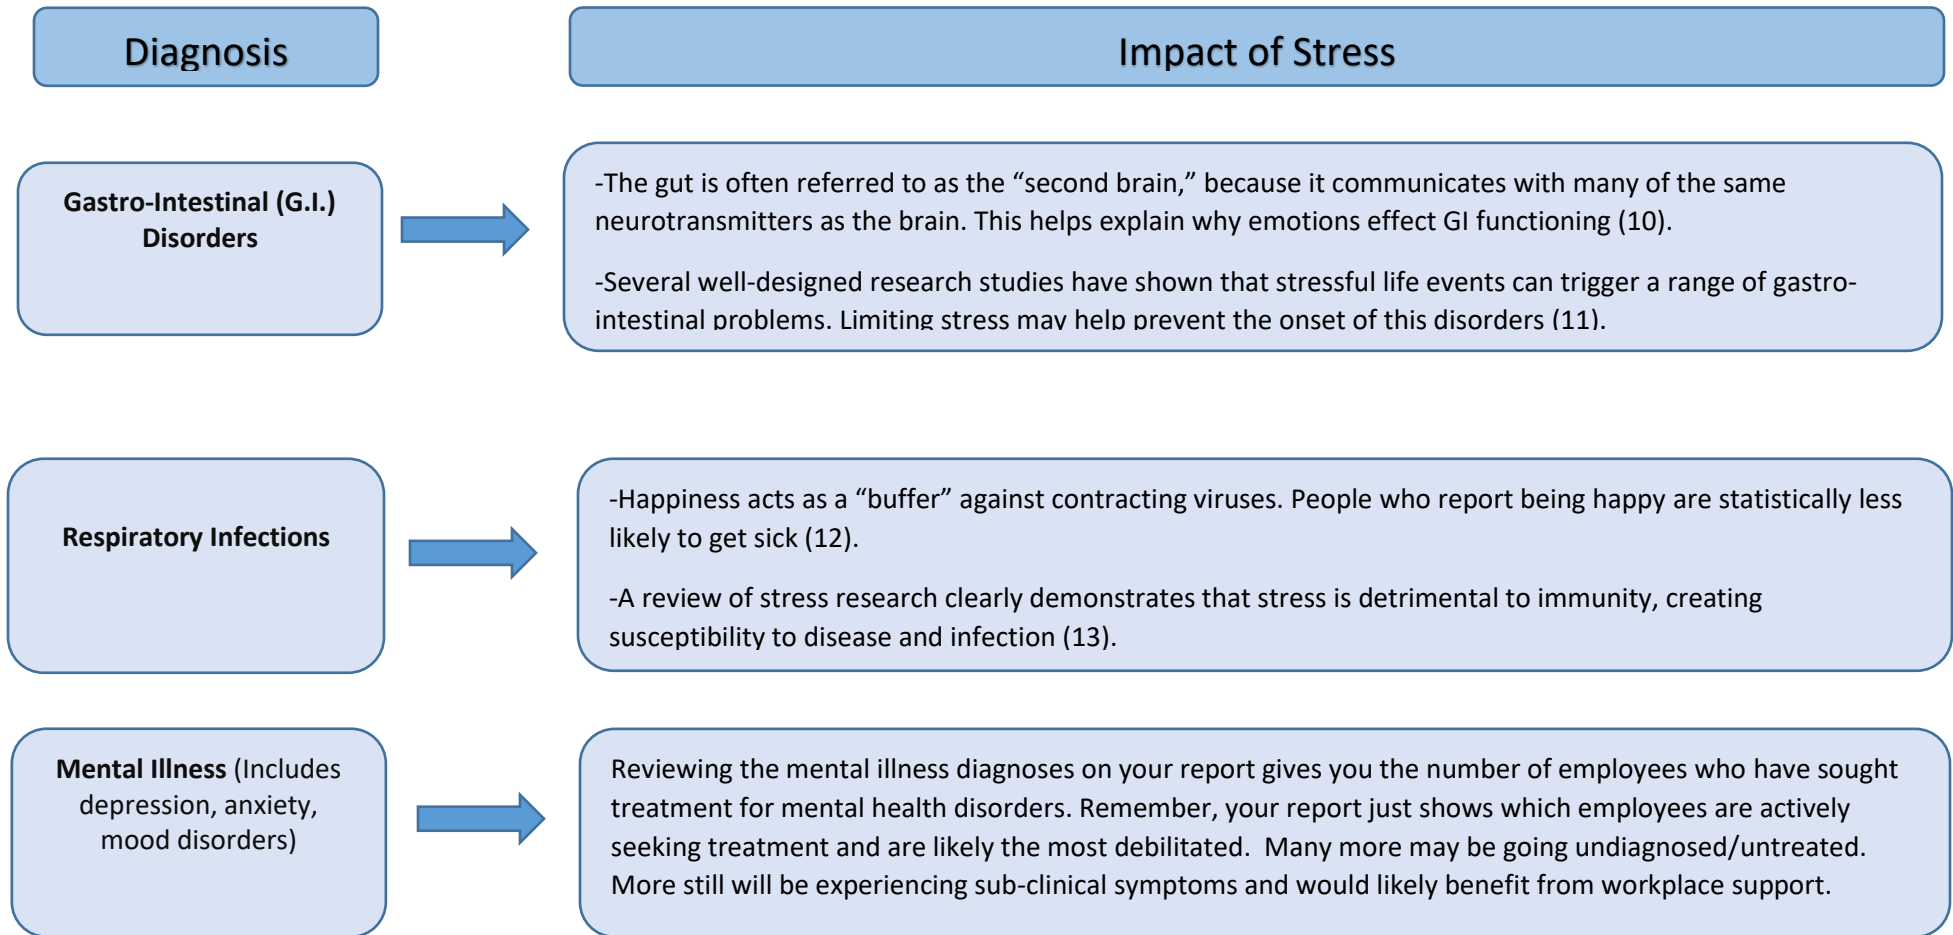 Diagnosis
Impact of Stress
Gastro-Intestinal (G.I.)
Disorders
-The gut is often referred to as the “second brain,” because it communicates with many of the same
neurotransmitters as the brain. This helps explain why emotions effect GI functioning (10).
-Several well-designed research studies have shown that stressful life events can trigger a range of gastro-
intestinal problems. Limiting stress may help prevent the onset of this disorders (11).
Respiratory Infections
-Happiness acts as a “buffer” against contracting viruses. People who report being happy are statistically less
likely to get sick (12).
-A review of stress research clearly demonstrates that stress is detrimental to immunity, creating
susceptibility to disease and infection (13).
Mental Illness (Includes
depression, anxiety,
mood disorders)
Reviewing the mental illness diagnoses on your report gives you the number of employees who have sought
treatment for mental health disorders. Remember, your report just shows which employees are actively
seeking treatment and are likely the most debilitated.  Many more may be going undiagnosed/untreated.
More still will be experiencing sub-clinical symptoms and would likely benefit from workplace support.